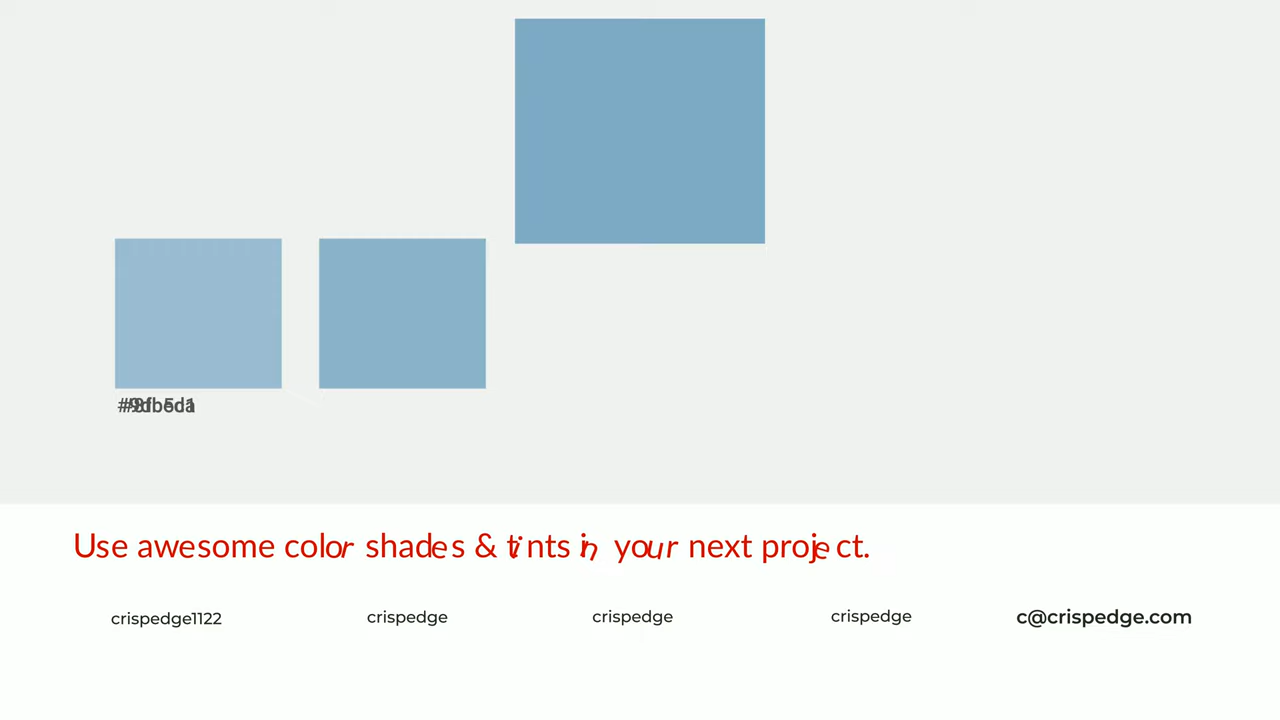 Use awesome color shades & tints in your next project.
crispedge1122 crispedge crispedge crispedge c@crispedge.com